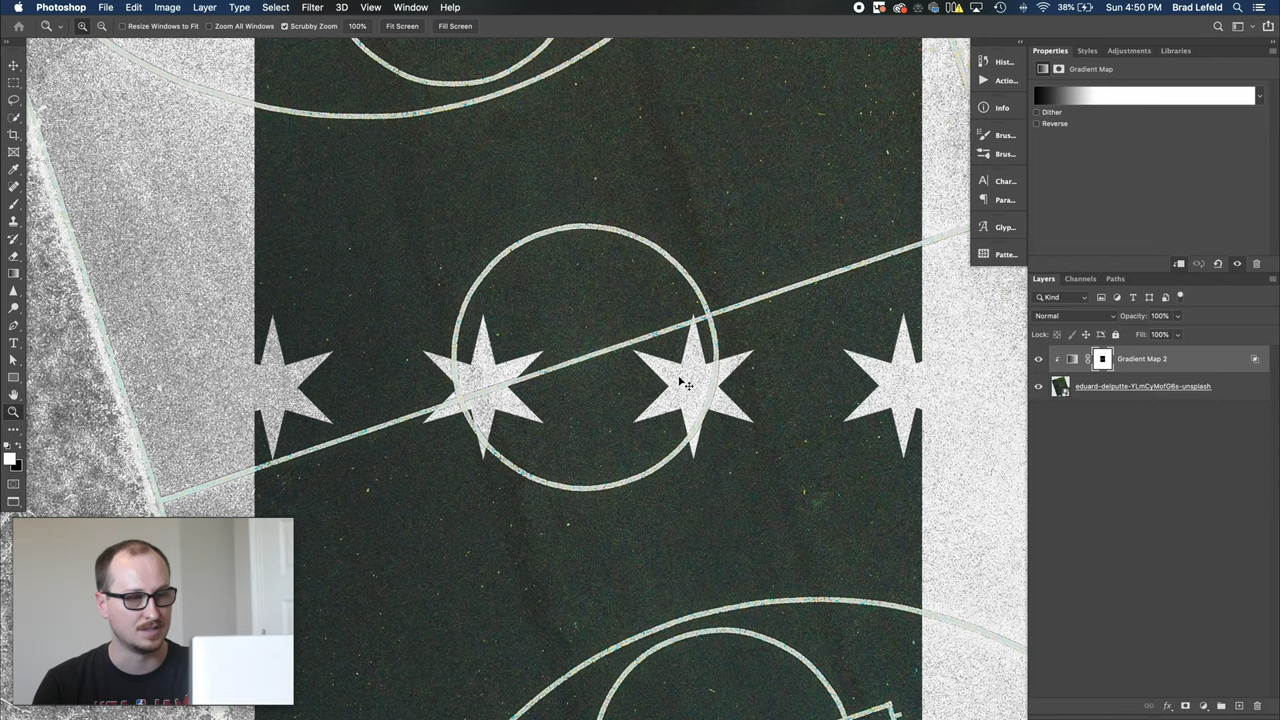 Photoshop File Edit Image Layer Type Select Filter 3D View Window Help 38% Sun 4:50 PM Brad Lefeld
Resize Windows to Fit Zoom All Windows Scrubby Zoom 100% Fit Screen Fill Screen
Hist...
Actio...
Info
Brus...
Brus...
Char...
Para...
Glyp...
Patte...
Properties Styles Adjustments Libraries
Gradient Map
Dither
Reverse
Layers Channels Paths
Kind
Normal Opacity: 100%
Lock: Fill: 100%
Gradient Map 2
eduard-delputte-YLmCyMofG6s-unsplash